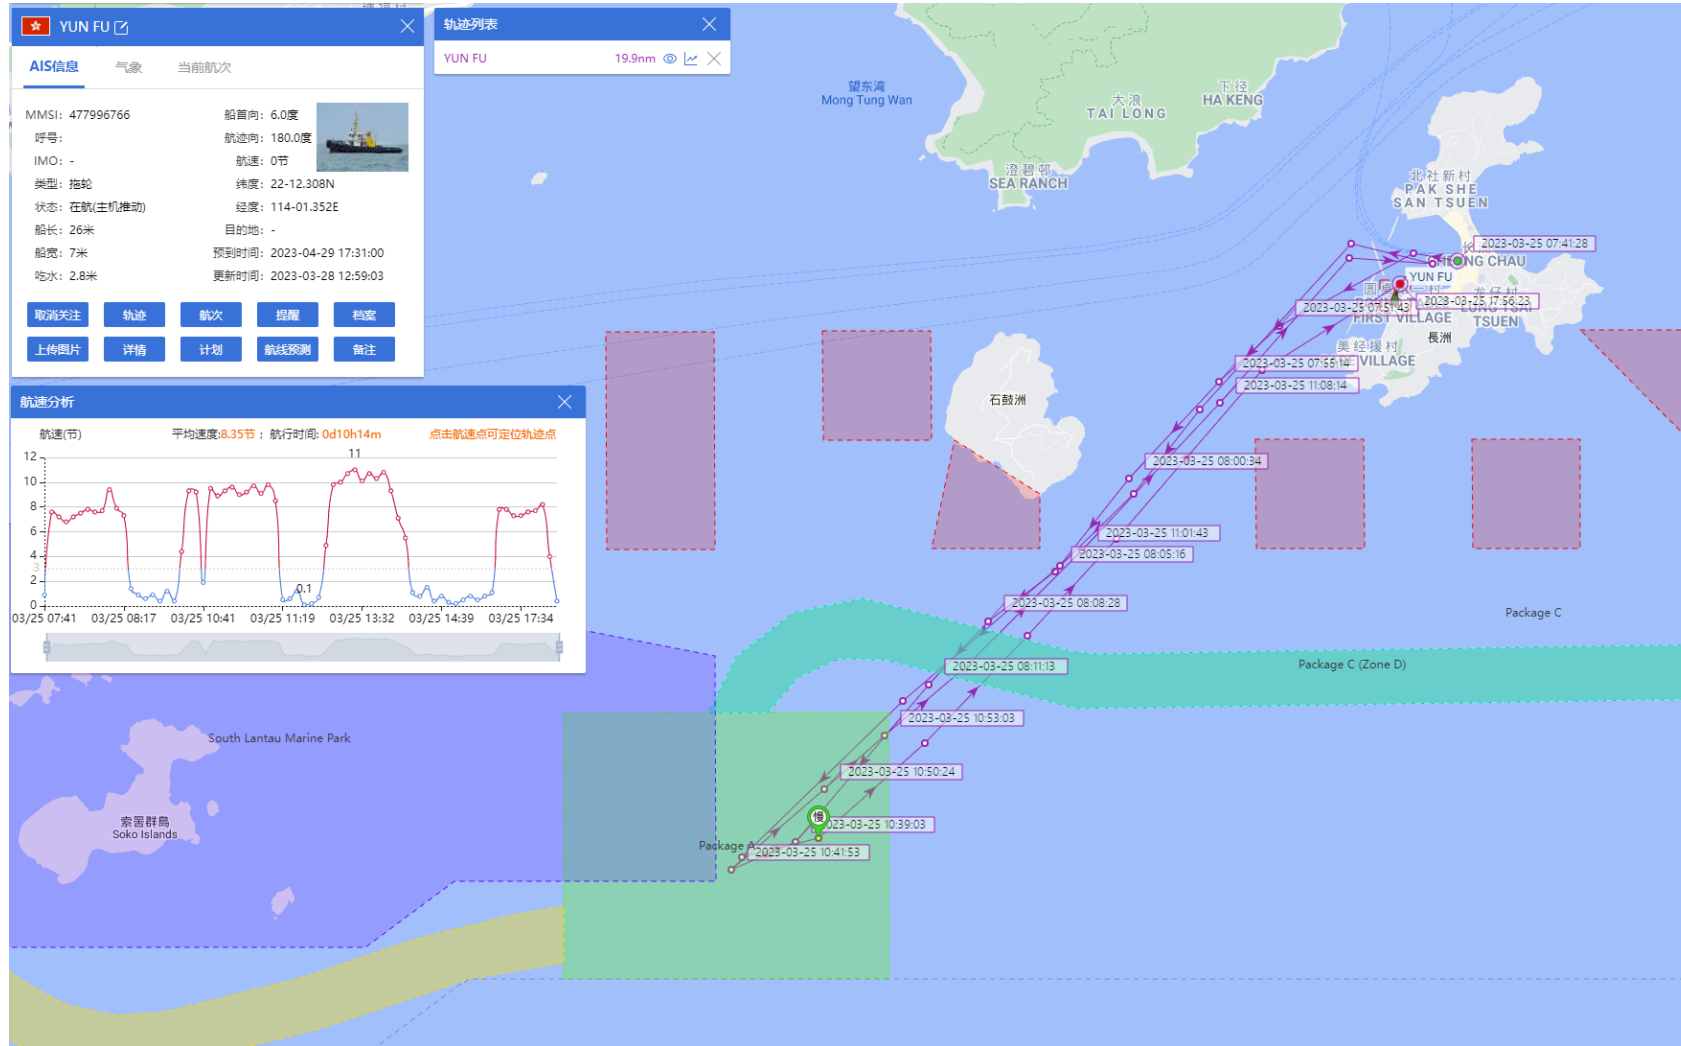 YUN FU
AIS信息 气象 当前航次
MMSI: 477996766 船首向: 6.0度
呼号: 航迹向: 180.0度
IMO: - 航速: 0节
类型: 拖轮 纬度: 22-12.308N
状态: 在航(主机推动) 经度: 114-01.352E
船长: 26米 目的地: -
船宽: 7米 预到时间: 2023-04-29 17:31:00
吃水: 2.8米 更新时间: 2023-03-28 12:59:03
取消关注 轨迹 航次 提醒 档案
上传图片 详情 计划 航线预测 备注
轨迹列表
YUN FU 19.9nm
航速分析
航速(节) 平均速度:8.35节 ; 航行时间: 0d10h14m 点击航速点可定位轨迹点
11
12
10
8
6
4
3
2
0
0.1
03/25 07:41 03/25 08:17 03/25 10:41 03/25 11:19 03/25 13:32 03/25 14:39 03/25 17:34
望东湾
Mong Tung Wan
大浪
TAI LONG
下径
HA KENG
澄碧邨
SEA RANCH
北社新村
PAK SHE
SAN TSUEN
2023-03-25 07:41:28
NG CHAU
YUN FU
2023-03-25 17:56:23
2023-03-25 07:51:43
FIRST VILLAGE
龙仔村
LUNG TSAI
TSUEN
長洲
美经援村
VILLAGE
2023-03-25 07:55:14
2023-03-25 11:08:14
石鼓洲
2023-03-25 08:00:34
2023-03-25 11:01:43
2023-03-25 08:05:16
2023-03-25 08:08:28
Package C
2023-03-25 08:11:13
Package C (Zone D)
2023-03-25 10:53:03
South Lantau Marine Park
2023-03-25 10:50:24
慢
2023-03-25 10:39:03
索罟群島
Soko Islands
Package A
2023-03-25 10:41:53